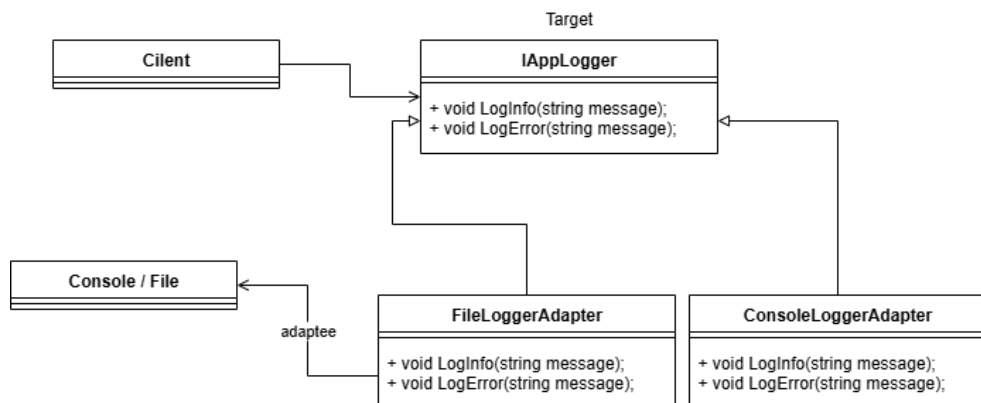 Target
Cilent
IAppLogger
+ void LogInfo(string message);
+ void LogError(string message);
Console / File
adaptee
FileLoggerAdapter
+ void LogInfo(string message);
+ void LogError(string message);
ConsoleLoggerAdapter
+ void LogInfo(string message);
+ void LogError(string message);